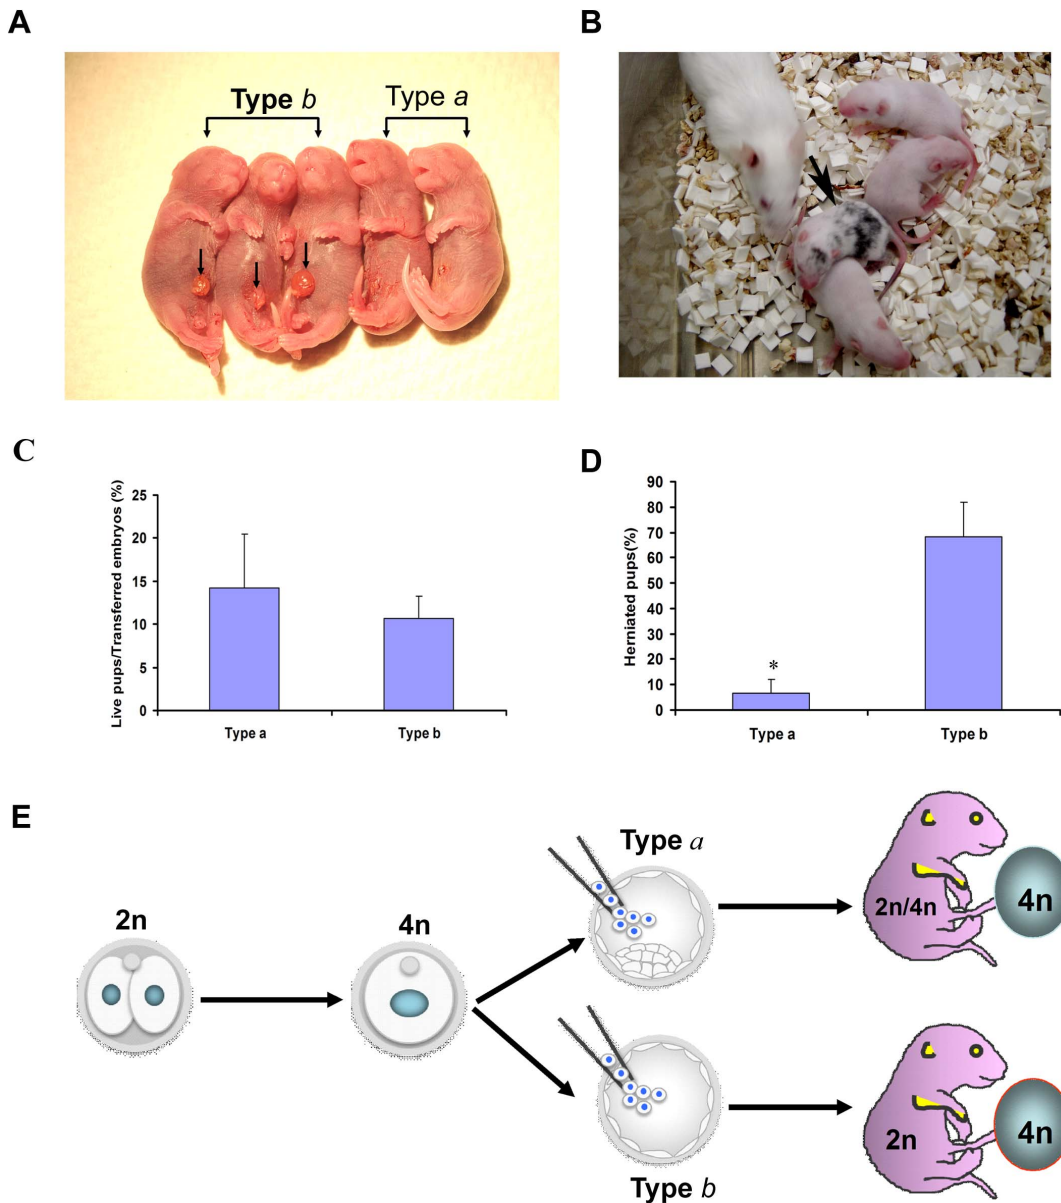 A
B
Type b
Type a
C
D
Live pups/Transferred embroys (%)
25
20
15
10
5
0
Type a
Type b
Herniated pups(%)
90
80
70
60
50
40
30
20
10
0
*
Type a
Type b
E
2n
4n
Type a
2n/4n
4n
Type b
2n
4n